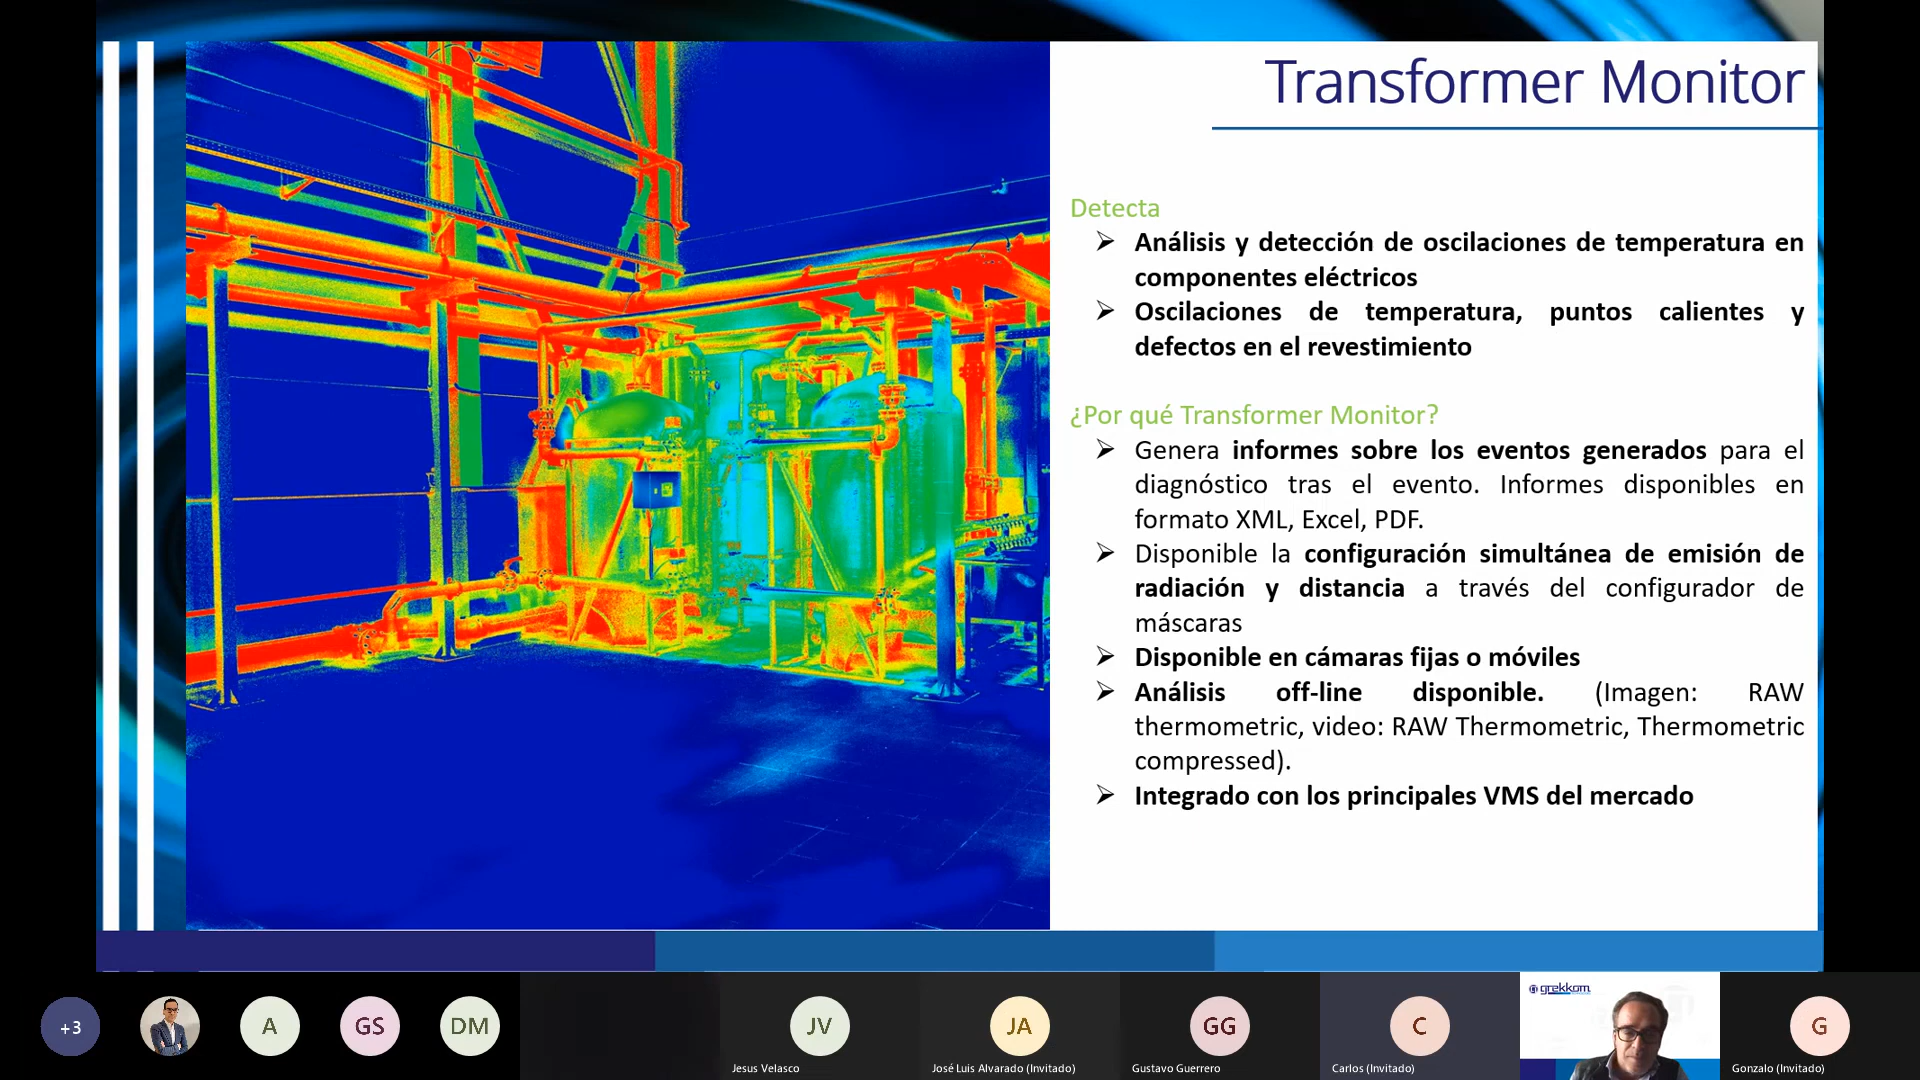 Transformer Monitor
Detecta
➢ Análisis y detección de oscilaciones de temperatura en
componentes eléctricos
➢ Oscilaciones de temperatura, puntos calientes y
defectos en el revestimiento
¿Por qué Transformer Monitor?
➢ Genera informes sobre los eventos generados para el
diagnóstico tras el evento. Informes disponibles en
formato XML, Excel, PDF.
➢ Disponible la configuración simultánea de emisión de
radiación y distancia a través del configurador de
máscaras
➢ Disponible en cámaras fijas o móviles
➢ Análisis off-line disponible. (Imagen: RAW
thermometric, video: RAW Thermometric, Thermometric
compressed).
➢ Integrado con los principales VMS del mercado
+3
A
GS
DM
JV
Jesus Velasco
JA
José Luis Alvarado (Invitado)
GG
Gustavo Guerrero
C
Carlos (Invitado)
grekkom
G
Gonzalo (Invitado)